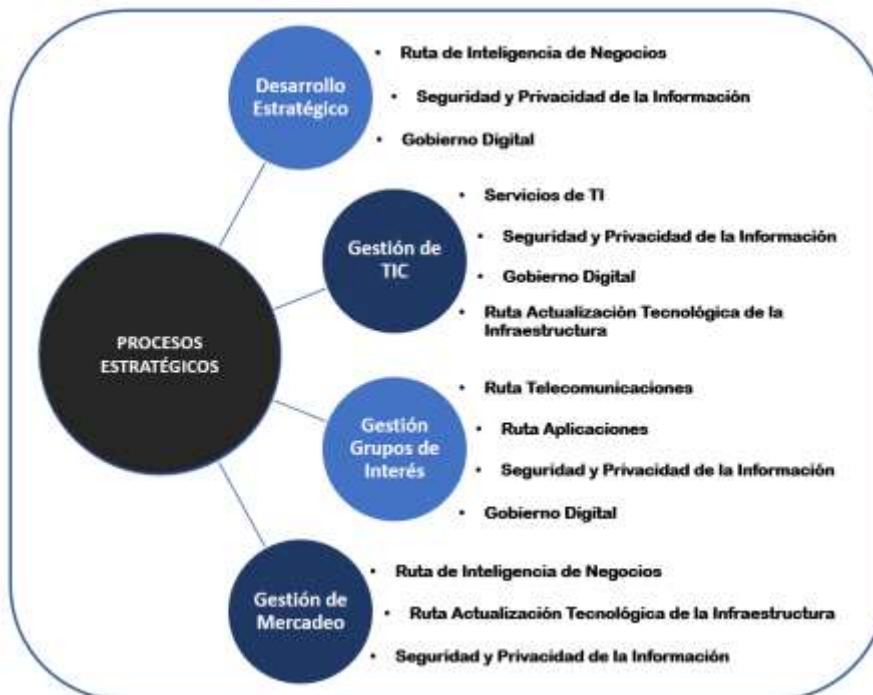 Desarrollo
Estratégico
• Ruta de Inteligencia de Negocios
• Seguridad y Privacidad de la Información
• Gobierno Digital
Gestión de
TIC
• Servicios de TI
• Seguridad y Privacidad de la Información
• Gobierno Digital
• Ruta Actualización Tecnológica de la
Infraestructura
PROCESOS
ESTRATÉGICOS
Gestión
Grupos de
Interés
• Ruta Telecomunicaciones
• Ruta Aplicaciones
• Seguridad y Privacidad de la Información
• Gobierno Digital
Gestión de
Mercadeo
• Ruta de Inteligencia de Negocios
• Ruta Actualización Tecnológica de la Infraestructura
• Seguridad y Privacidad de la Información